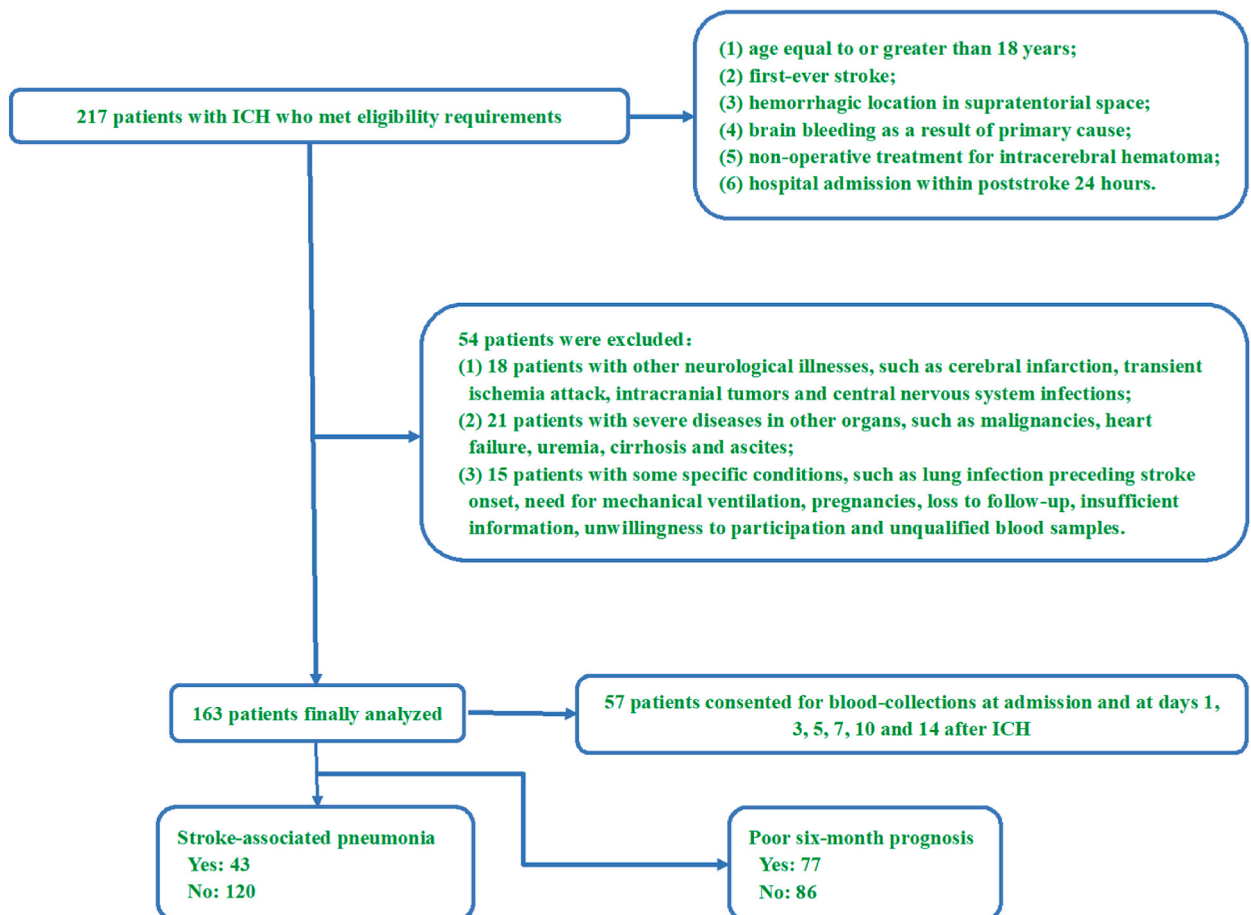 217 patients with ICH who met eligibility requirements
(1) age equal to or greater than 18 years;
(2) first-ever stroke;
(3) hemorrhagic location in supratentorial space;
(4) brain bleeding as a result of primary cause;
(5) non-operative treatment for intracerebral hematoma;
(6) hospital admission within poststroke 24 hours.
54 patients were excluded:
(1) 18 patients with other neurological illnesses, such as cerebral infarction, transient
ischemia attack, intracranial tumors and central nervous system infections;
(2) 21 patients with severe diseases in other organs, such as malignancies, heart
failure, uremia, cirrhosis and ascites;
(3) 15 patients with some specific conditions, such as lung infection preceding stroke
onset, need for mechanical ventilation, pregnancies, loss to follow-up, insufficient
information, unwillingness to participation and unqualified blood samples.
163 patients finally analyzed
57 patients consented for blood-collections at admission and at days 1,
3, 5, 7, 10 and 14 after ICH
Stroke-associated pneumonia
Yes: 43
No: 120
Poor six-month prognosis
Yes: 77
No: 86